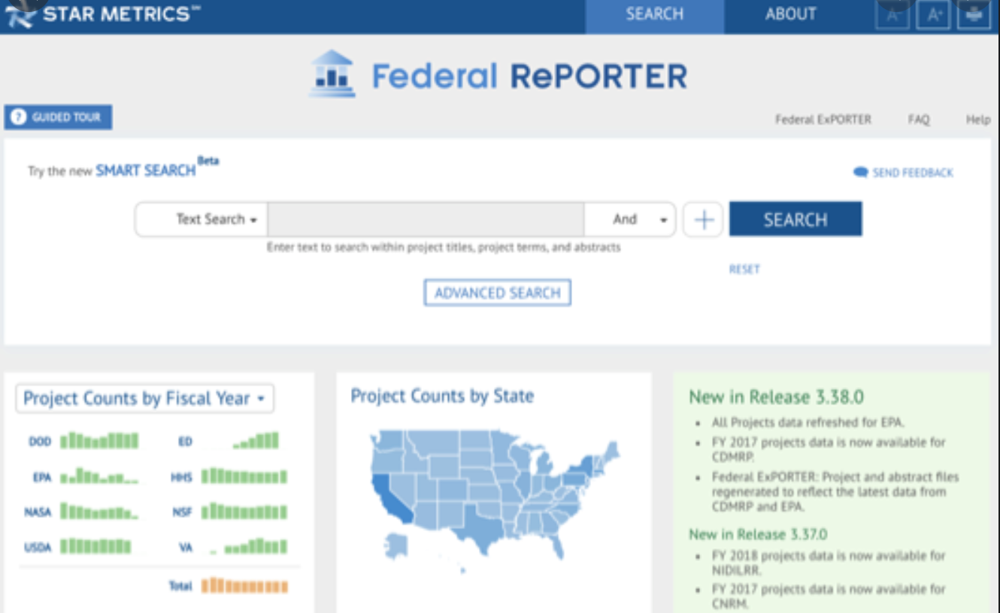 STAR METRICS℠
SEARCH
ABOUT
A-
A+
Federal RePORTER
? GUIDED TOUR
Federal ExPORTER
FAQ
Help
Try the new SMART SEARCH Beta
SEND FEEDBACK
Text Search
And
SEARCH
Enter text to search within project titles, project terms, and abstracts
RESET
ADVANCED SEARCH
Project Counts by Fiscal Year
DOD
ED
EPA
HHS
NASA
NSF
USDA
VA
Total
Project Counts by State
New in Release 3.38.0
• All Projects data refreshed for EPA.
• FY 2017 projects data is now available for
CDMRP.
• Federal ExPORTER: Project and abstract files
regenerated to reflect the latest data from
CDMRP and EPA.
New in Release 3.37.0
• FY 2018 projects data is now available for
NIDILRR.
• FY 2017 projects data is now available for
CNRM.